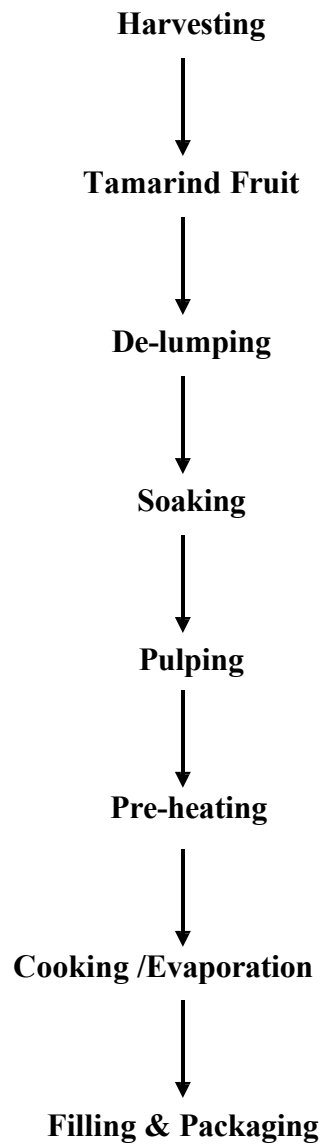 Harvesting
Tamarind Fruit
De-lumping
Soaking
Pulping
Pre-heating
Cooking /Evaporation
Filling & Packaging